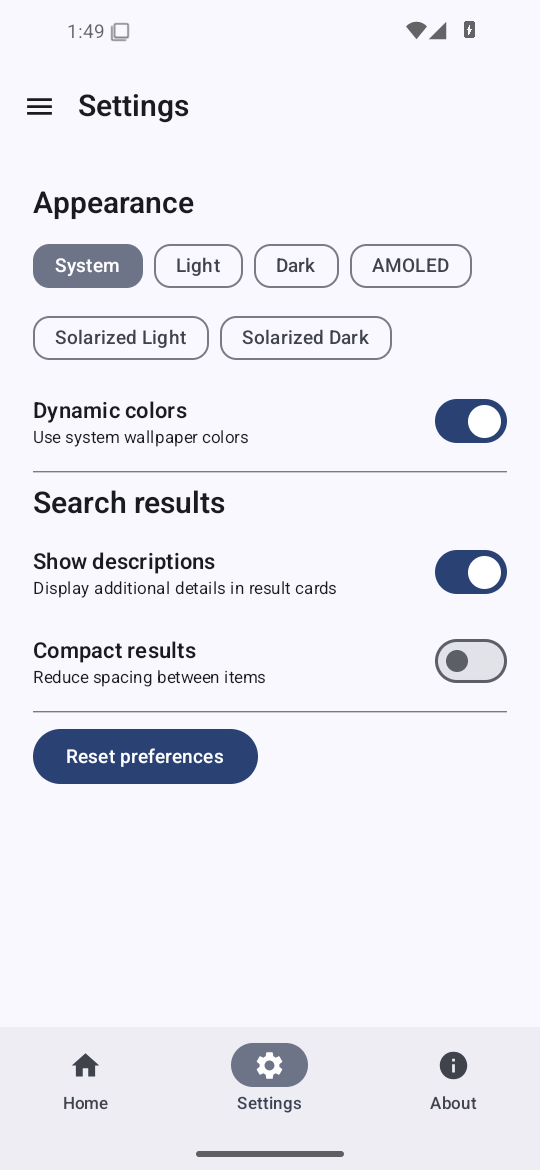 1:49
Settings
Appearance
System Light Dark AMOLED
Solarized Light Solarized Dark
Dynamic colors
Use system wallpaper colors
Search results
Show descriptions
Display additional details in result cards
Compact results
Reduce spacing between items
Reset preferences
Home Settings About